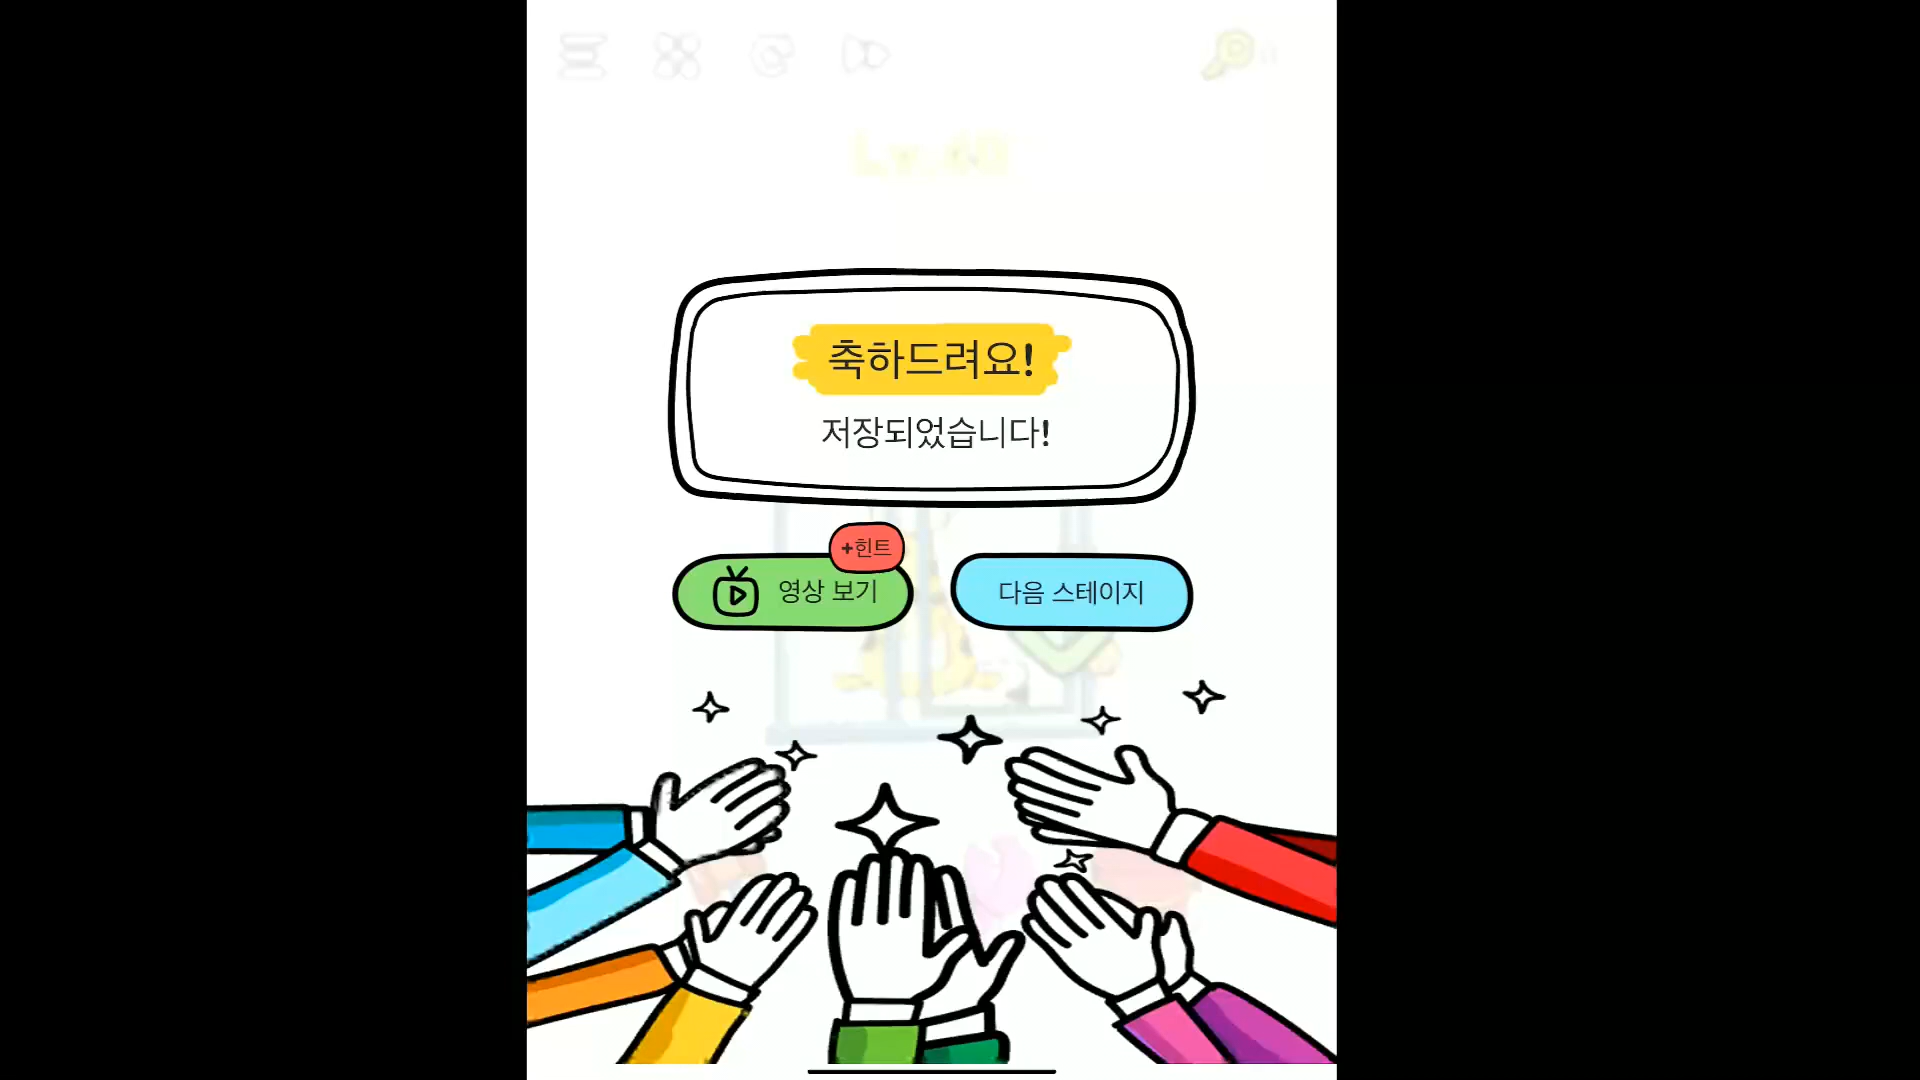 축하드려요!
저장되었습니다!
+힌트
영상 보기
다음 스테이지